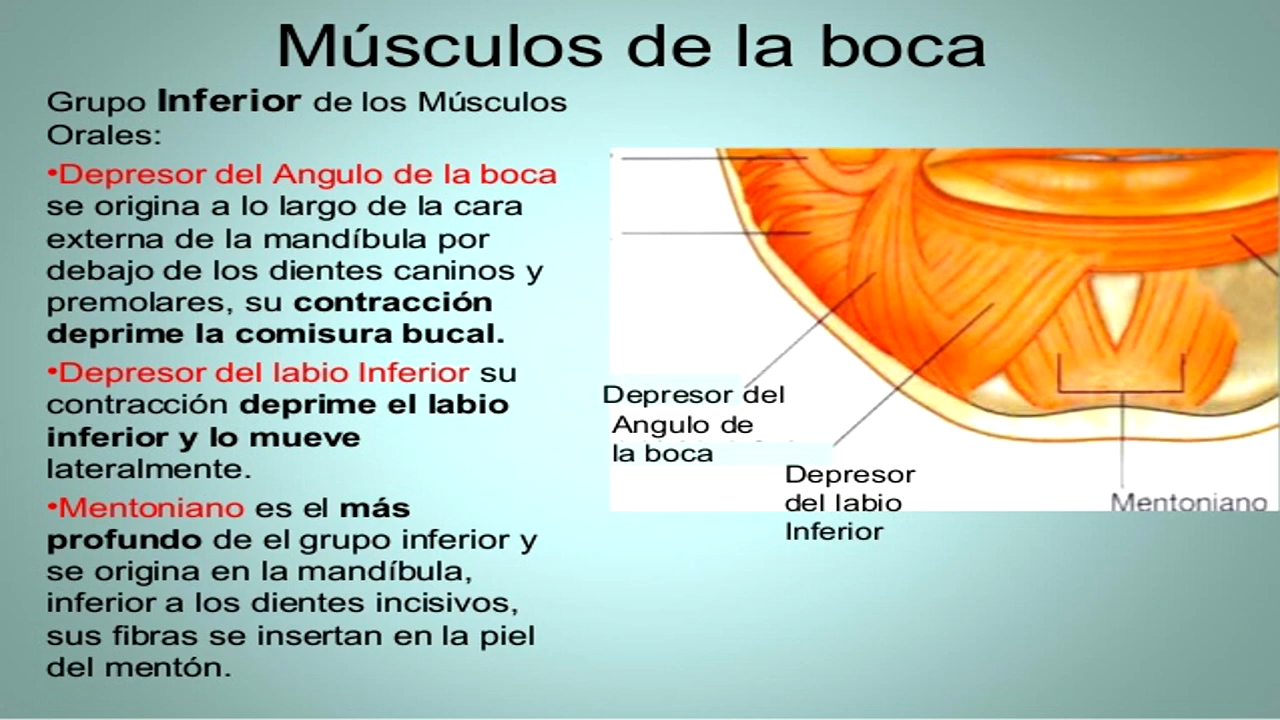 Músculos de la boca
Grupo Inferior de los Músculos
Orales:
•Depresor del Angulo de la boca
se origina a lo largo de la cara
externa de la mandíbula por
debajo de los dientes caninos y
premolares, su contracción
deprime la comisura bucal.
•Depresor del labio Inferior su
contracción deprime el labio
inferior y lo mueve
lateralmente.
•Mentoniano es el más
profundo de el grupo inferior y
se origina en la mandíbula,
inferior a los dientes incisivos,
sus fibras se insertan en la piel
del mentón.
Depresor del
Angulo de
la boca
Depresor
del labio
Inferior
Mentoniano